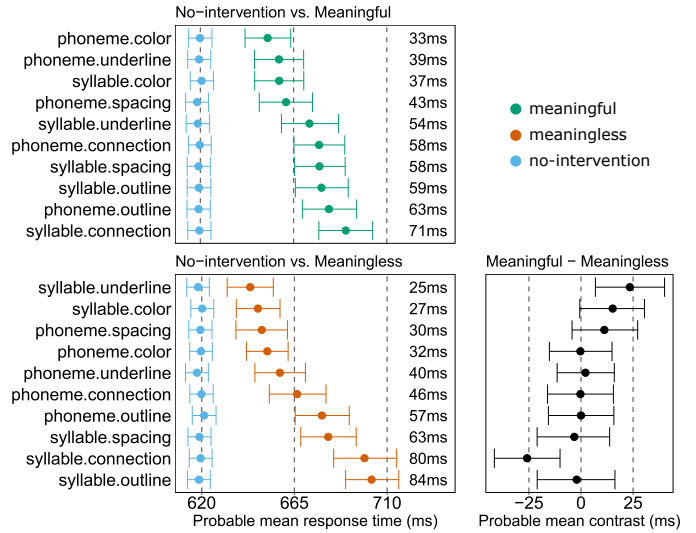 No−intervention vs. Meaningful
phoneme.color 33ms
phoneme.underline 39ms
syllable.color 37ms
phoneme.spacing 43ms
syllable.underline 54ms
phoneme.connection 58ms
syllable.spacing 58ms
syllable.outline 59ms
phoneme.outline 63ms
syllable.connection 71ms
meaningful
meaningless
no-intervention
No−intervention vs. Meaningless
syllable.underline 25ms
syllable.color 27ms
phoneme.spacing 30ms
phoneme.color 32ms
phoneme.underline 40ms
phoneme.connection 46ms
phoneme.outline 57ms
syllable.spacing 63ms
syllable.connection 80ms
syllable.outline 84ms
620 665 710
Probable mean response time (ms)
Meaningful − Meaningless
−25 0 25
Probable mean contrast (ms)